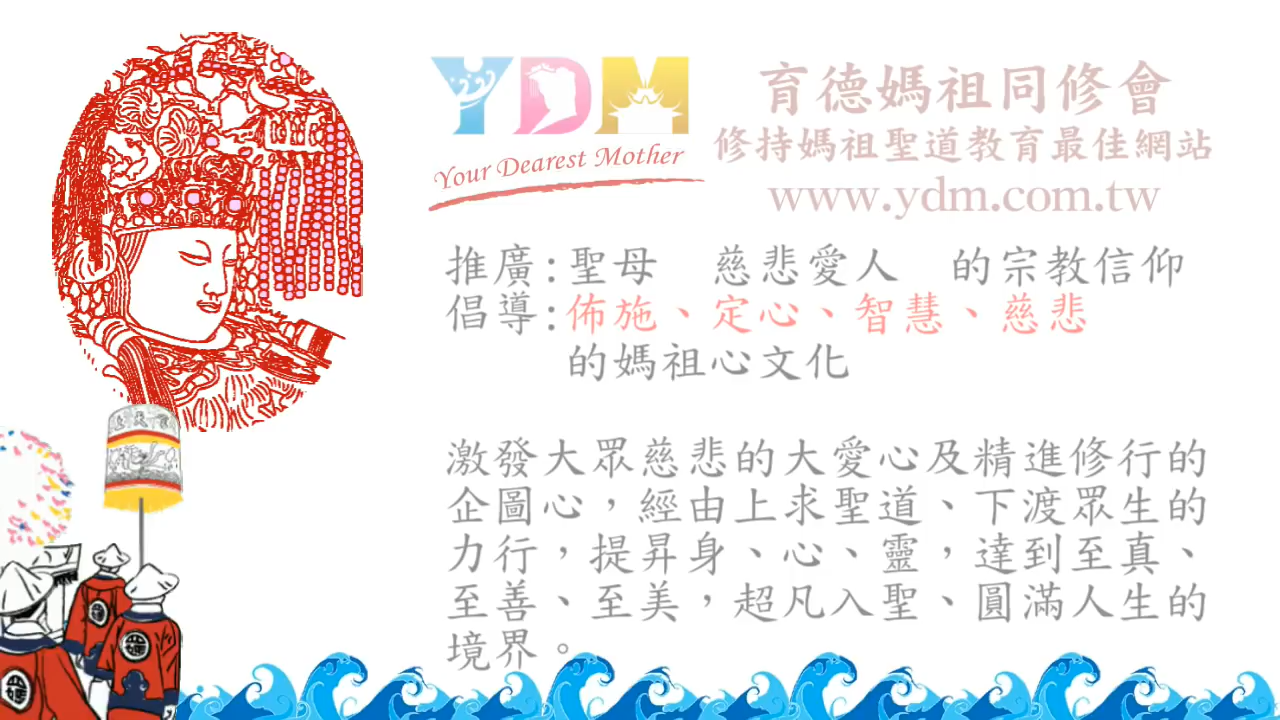 YDM
Your Dearest Mother
育德媽祖同修會
修持媽祖聖道教育最佳網站
www.ydm.com.tw
推廣:聖母 慈悲愛人 的宗教信仰
倡導:佈施、定心、智慧、慈悲
的媽祖心文化
激發大眾慈悲的大愛心及精進修行的
企圖心，經由上求聖道、下渡眾生的
力行，提昇身、心、靈，達到至真、
至善、至美，超凡入聖、圓滿人生的
境界。